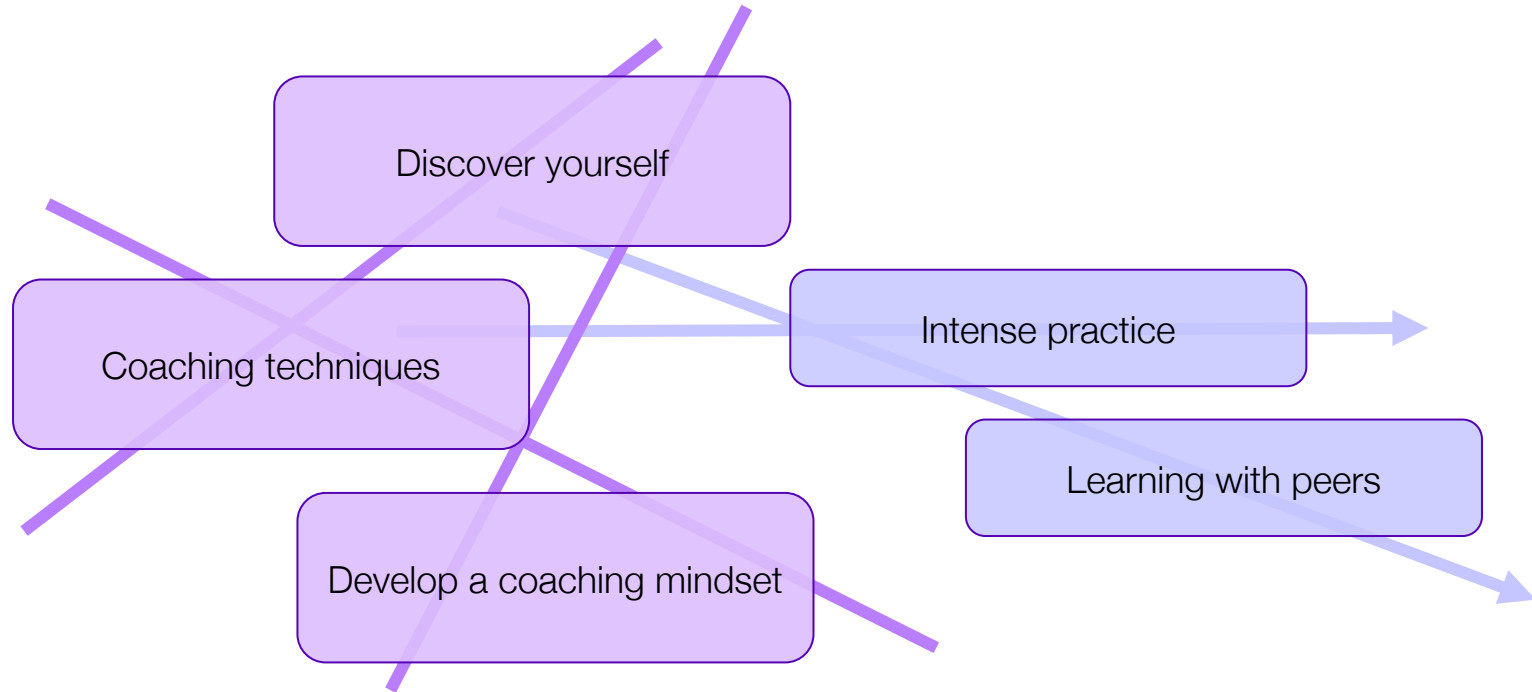 Discover yourself
Coaching techniques
Develop a coaching mindset
Intense practice
Learning with peers